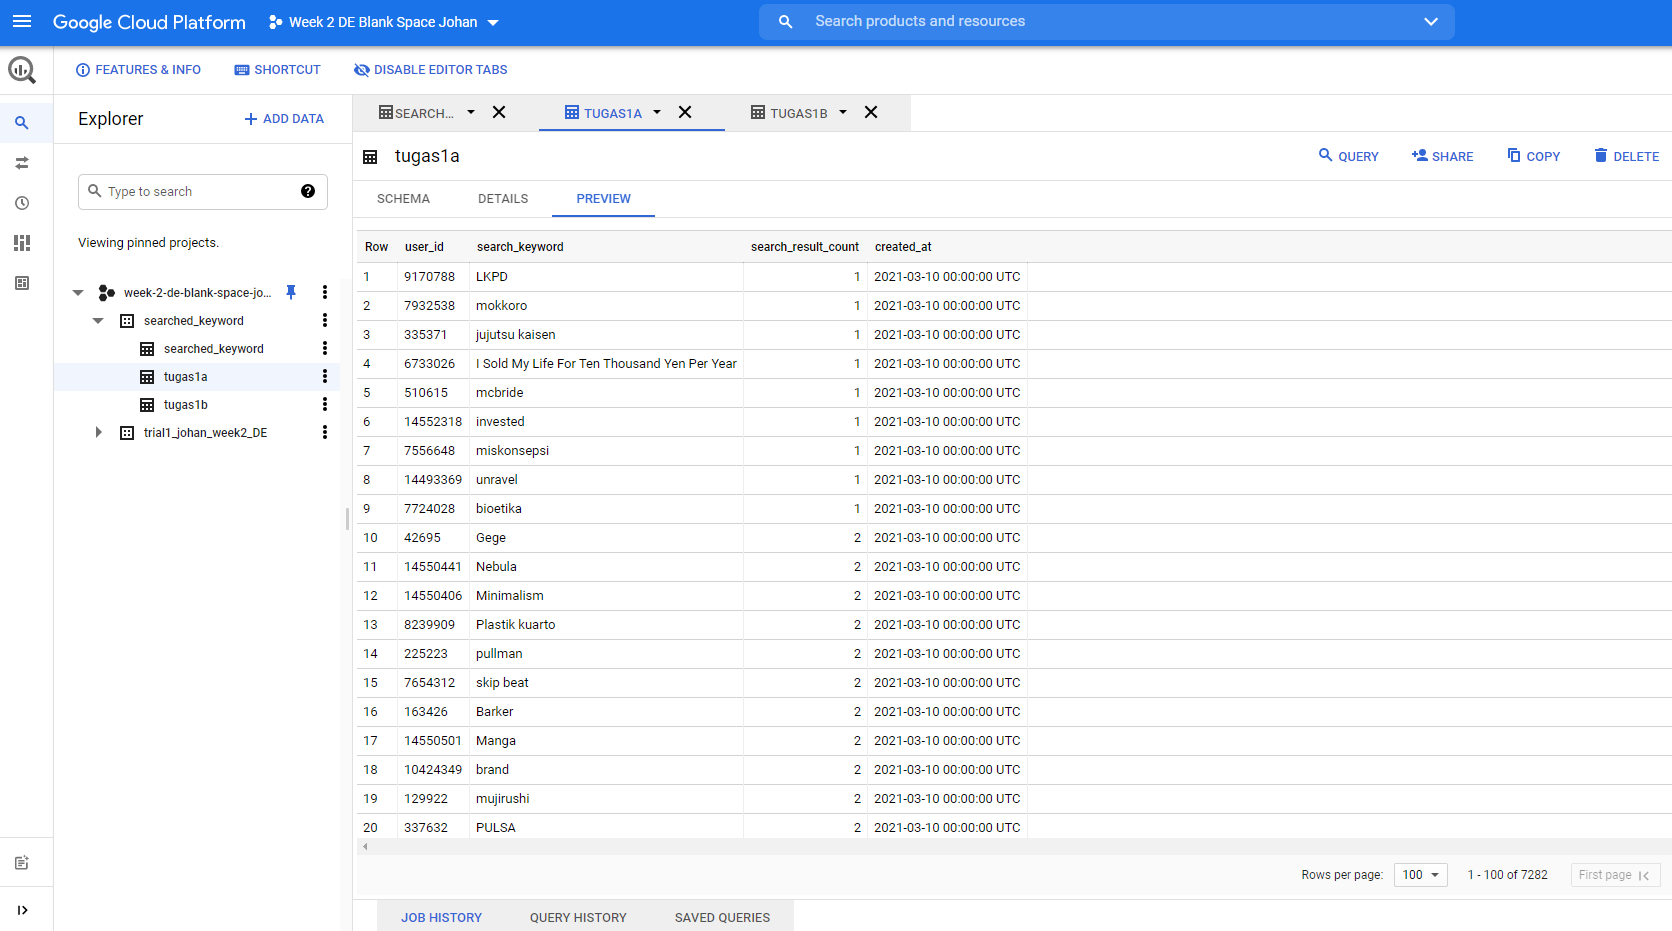 Google Cloud Platform Week 2 DE Blank Space Johan Search products and resources
FEATURES & INFO SHORTCUT DISABLE EDITOR TABS
Explorer ADD DATA
SEARCH... TUGAS1A TUGAS1B
tugas1a QUERY SHARE COPY DELETE
Type to search
SCHEMA DETAILS PREVIEW
Viewing pinned projects.
week-2-de-blank-space-jo...
searched_keyword
searched_keyword
tugas1a
tugas1b
trial1_johan_week2_DE
Row user_id search_keyword search_result_count created_at
1 9170788 LKPD 1 2021-03-10 00:00:00 UTC
2 7932538 mokkoro 1 2021-03-10 00:00:00 UTC
3 335371 jujutsu kaisen 1 2021-03-10 00:00:00 UTC
4 6733026 I Sold My Life For Ten Thousand Yen Per Year 1 2021-03-10 00:00:00 UTC
5 510615 mcbride 1 2021-03-10 00:00:00 UTC
6 14552318 invested 1 2021-03-10 00:00:00 UTC
7 7556648 miskonsepsi 1 2021-03-10 00:00:00 UTC
8 14493369 unravel 1 2021-03-10 00:00:00 UTC
9 7724028 bioetika 1 2021-03-10 00:00:00 UTC
10 42695 Gege 2 2021-03-10 00:00:00 UTC
11 14550441 Nebula 2 2021-03-10 00:00:00 UTC
12 14550406 Minimalism 2 2021-03-10 00:00:00 UTC
13 8239909 Plastik kuarto 2 2021-03-10 00:00:00 UTC
14 225223 pullman 2 2021-03-10 00:00:00 UTC
15 7654312 skip beat 2 2021-03-10 00:00:00 UTC
16 163426 Barker 2 2021-03-10 00:00:00 UTC
17 14550501 Manga 2 2021-03-10 00:00:00 UTC
18 10424349 brand 2 2021-03-10 00:00:00 UTC
19 129922 mujirushi 2 2021-03-10 00:00:00 UTC
20 337632 PULSA 2 2021-03-10 00:00:00 UTC
Rows per page: 100 1 - 100 of 7282 First page
JOB HISTORY QUERY HISTORY SAVED QUERIES